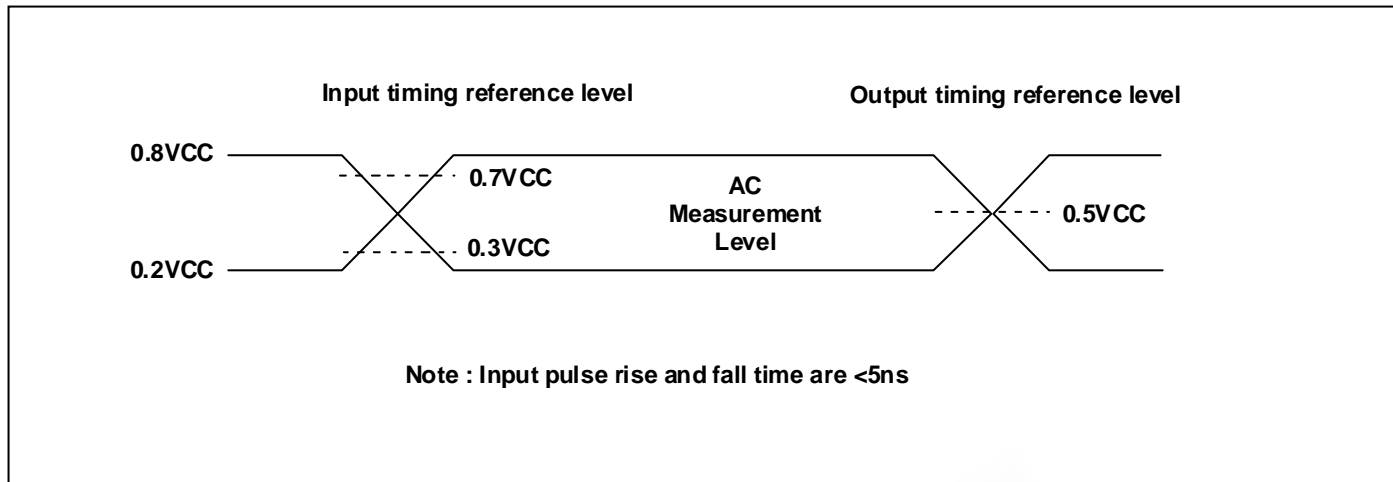 Input timing reference level
Output timing reference level
0.8VCC
0.7VCC
AC
Measurement
Level
0.5VCC
0.3VCC
0.2VCC
Note : Input pulse rise and fall time are <5ns